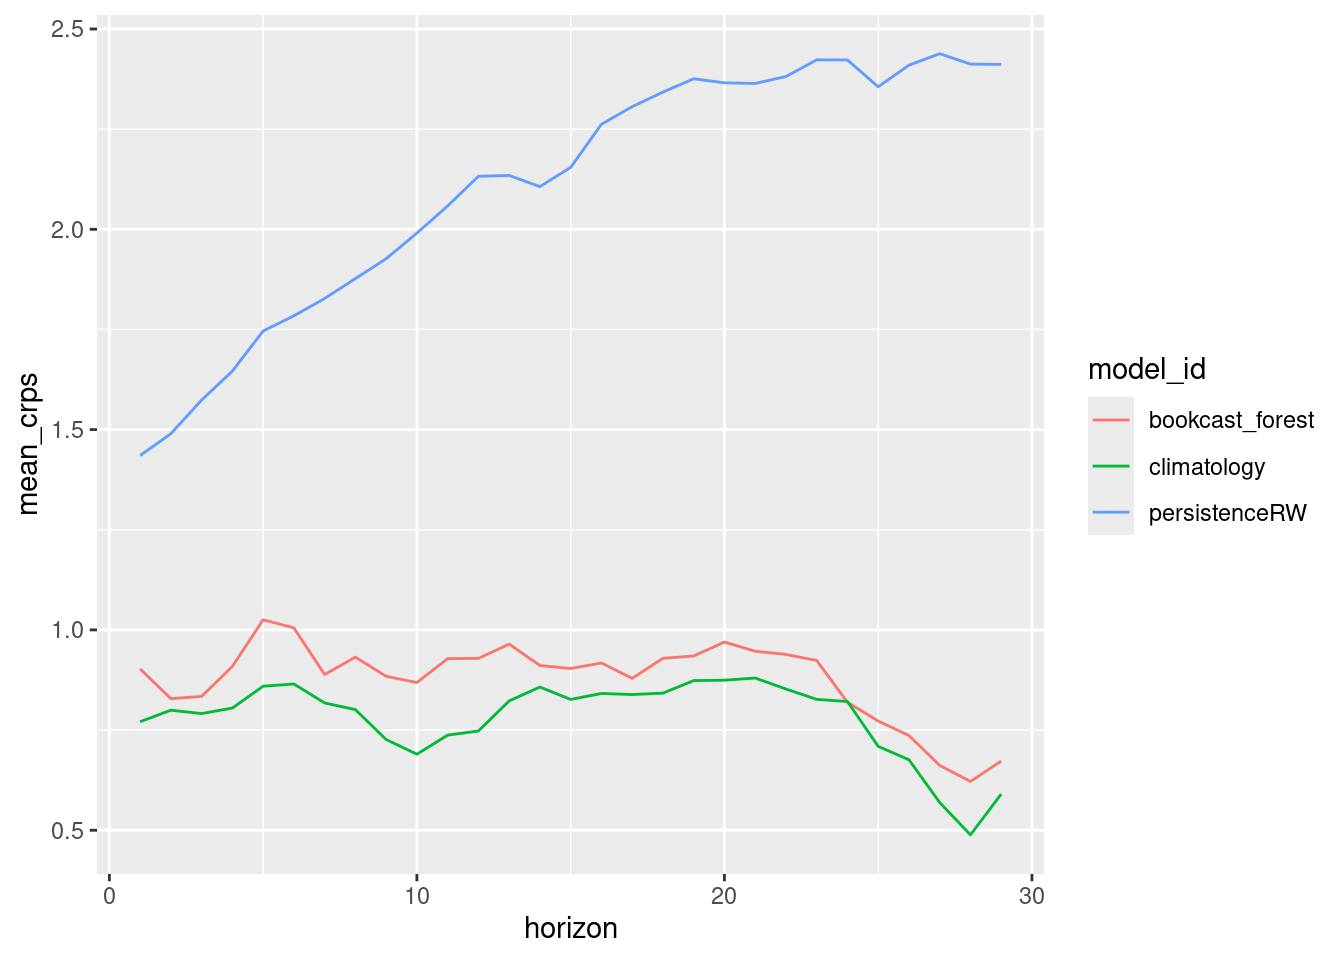 2.5
2.0
1.5
1.0
0.5
mean_crps
0 10 20 30
horizon
model_id
bookcast_forest
climatology
persistenceRW